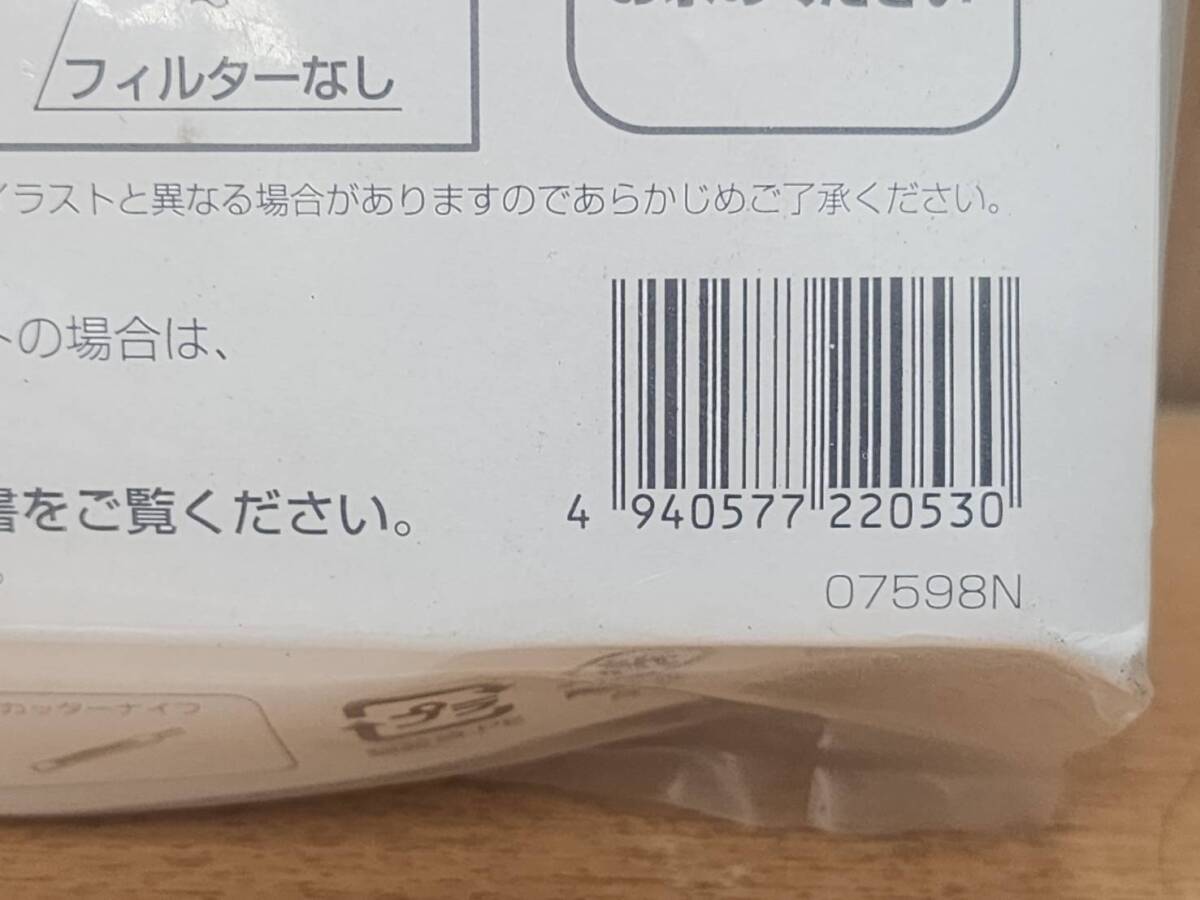 フィルターなし
イラストと異なる場合がありますのであらかじめご了承ください。
トの場合は、
書をご覧ください。
4 940577 220530
07598N
カッターナイフ
プラ